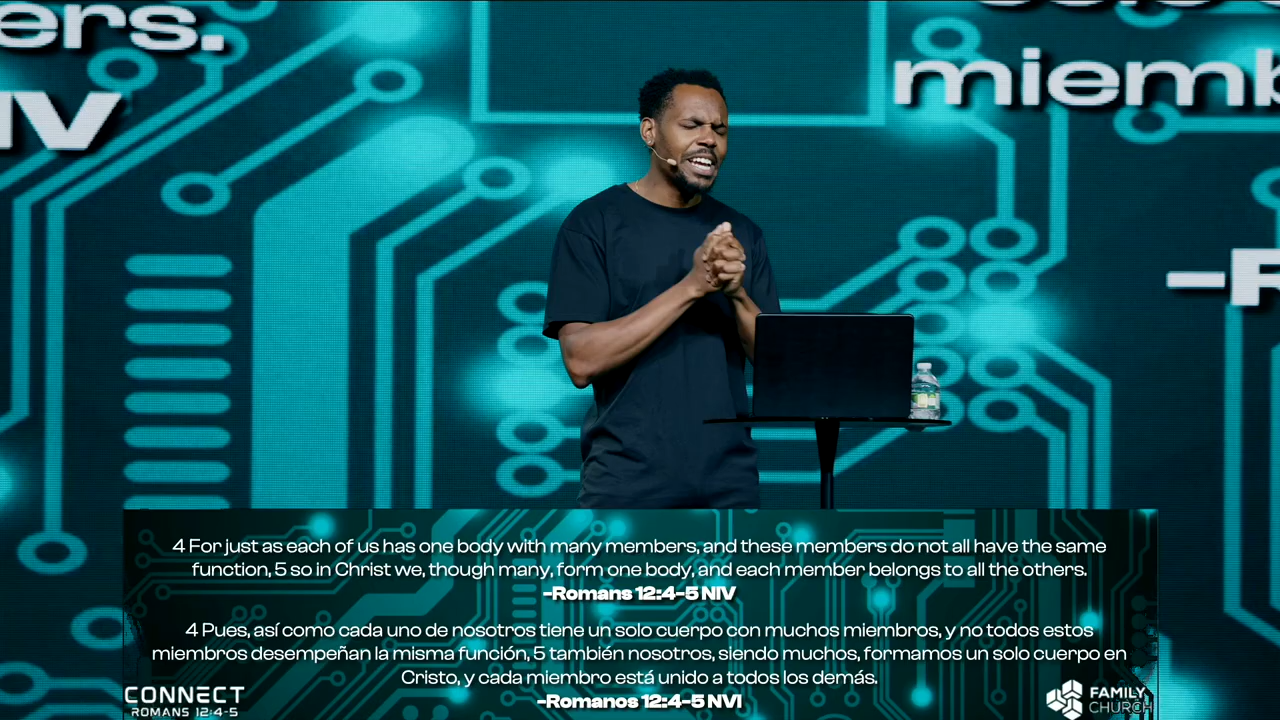 ers.
IV
miemb
–R
4 For just as each of us has one body with many members, and these members do not all have the same
function, 5 so in Christ we, though many, form one body, and each member belongs to all the others.
–Romans 12:4–5 NIV
4 Pues, así como cada uno de nosotros tiene un solo cuerpo con muchos miembros, y no todos estos
miembros desempeñan la misma función, 5 también nosotros, siendo muchos, formamos un solo cuerpo en
Cristo, y cada miembro está unido a todos los demás.
–Romanos 12:4–5 NVI
CONNECT
ROMANS 12:4-5
FAMILY
CHURCH